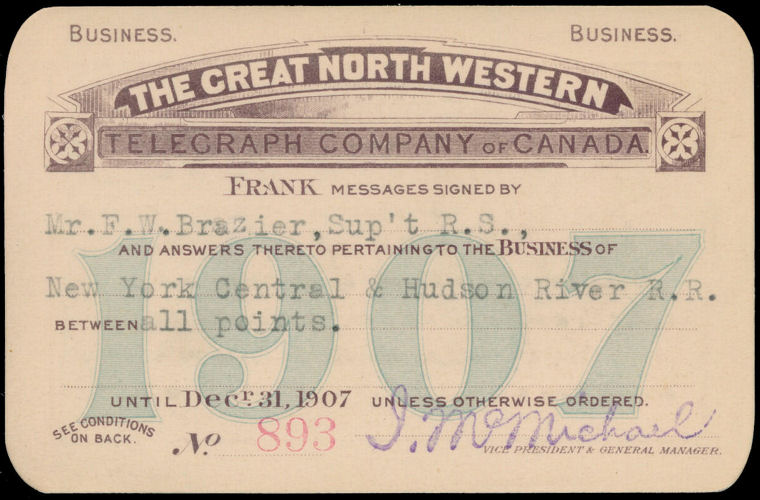 BUSINESS. BUSINESS.
THE GREAT NORTH WESTERN
TELEGRAPH COMPANY OF CANADA.
FRANK MESSAGES SIGNED BY
Mr.F.W.Brazier,Sup't R.S.,
AND ANSWERS THERETO PERTAINING TO THE BUSINESS OF
New York Central & Hudson River R.R.
BETWEEN all points.
1907
UNTIL Decr. 31, 1907 UNLESS OTHERWISE ORDERED.
SEE CONDITIONS
ON BACK.
No. 893 I. McMichael
VICE PRESIDENT & GENERAL MANAGER.